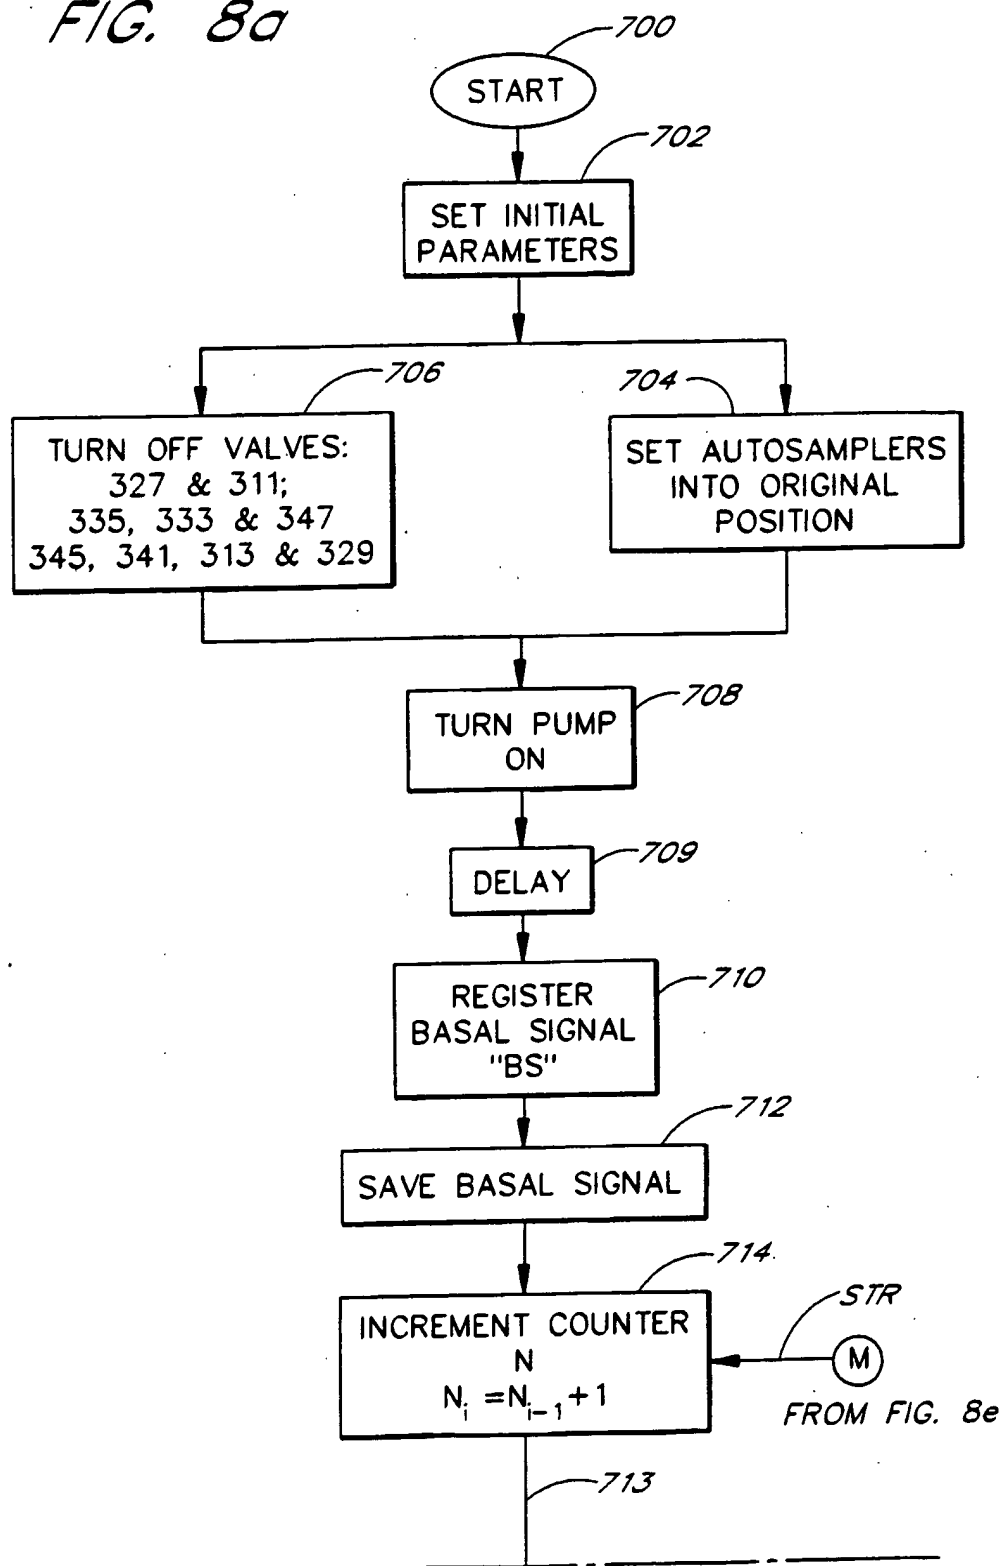 FIG. 8a
700
START
702
SET INITIAL
PARAMETERS
706
TURN OFF VALVES:
327 & 311;
335, 333 & 347
345, 341, 313 & 329
704
SET AUTOSAMPLERS
INTO ORIGINAL
POSITION
708
TURN PUMP
ON
709
DELAY
710
REGISTER
BASAL SIGNAL
"BS"
712
SAVE BASAL SIGNAL
714
INCREMENT COUNTER
N
N_i = N_{i-1} + 1
STR
M
FROM FIG. 8e
713